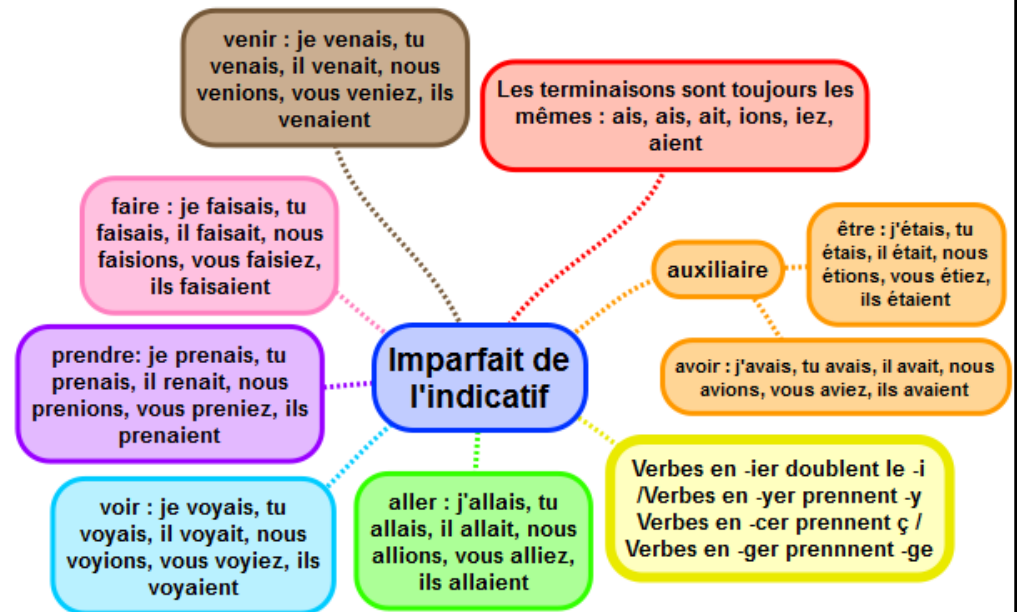 venir : je venais, tu
venais, il venait, nous
venions, vous veniez, ils
venaient
Les terminaisons sont toujours les
mêmes : ais, ais, ait, ions, iez,
aient
faire : je faisais, tu
faisais, il faisait, nous
faisions, vous faisiez,
ils faisaient
auxiliaire
être : j'étais, tu
étais, il était, nous
étions, vous étiez,
ils étaient
Imparfait de
l'indicatif
prendre: je prenais, tu
prenais, il renait, nous
prenions, vous preniez, ils
prenaient
avoir : j'avais, tu avais, il avait, nous
avions, vous aviez, ils avaient
voir : je voyais, tu
voyais, il voyait, nous
voyions, vous voyiez, ils
voyaient
aller : j'allais, tu
allais, il allait, nous
allions, vous alliez,
ils allaient
Verbes en -ier doublent le -i
/Verbes en -yer prennent -y
Verbes en -cer prennent ç /
Verbes en -ger prennnent -ge